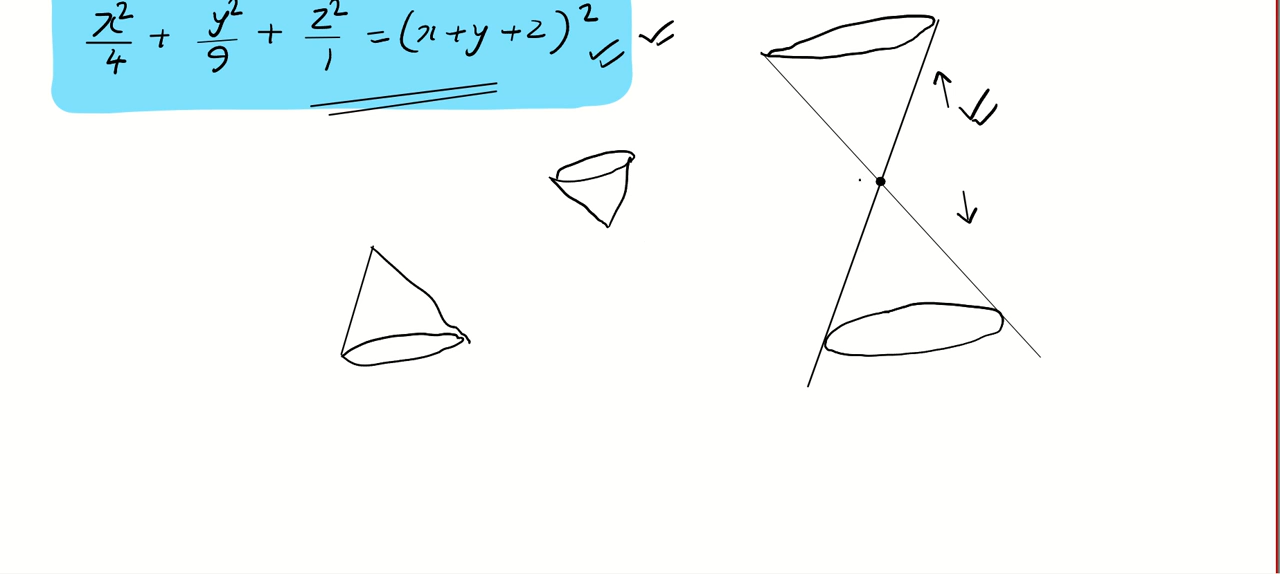 x²/4 + y²/9 + z²/1 = (x+y+z)²